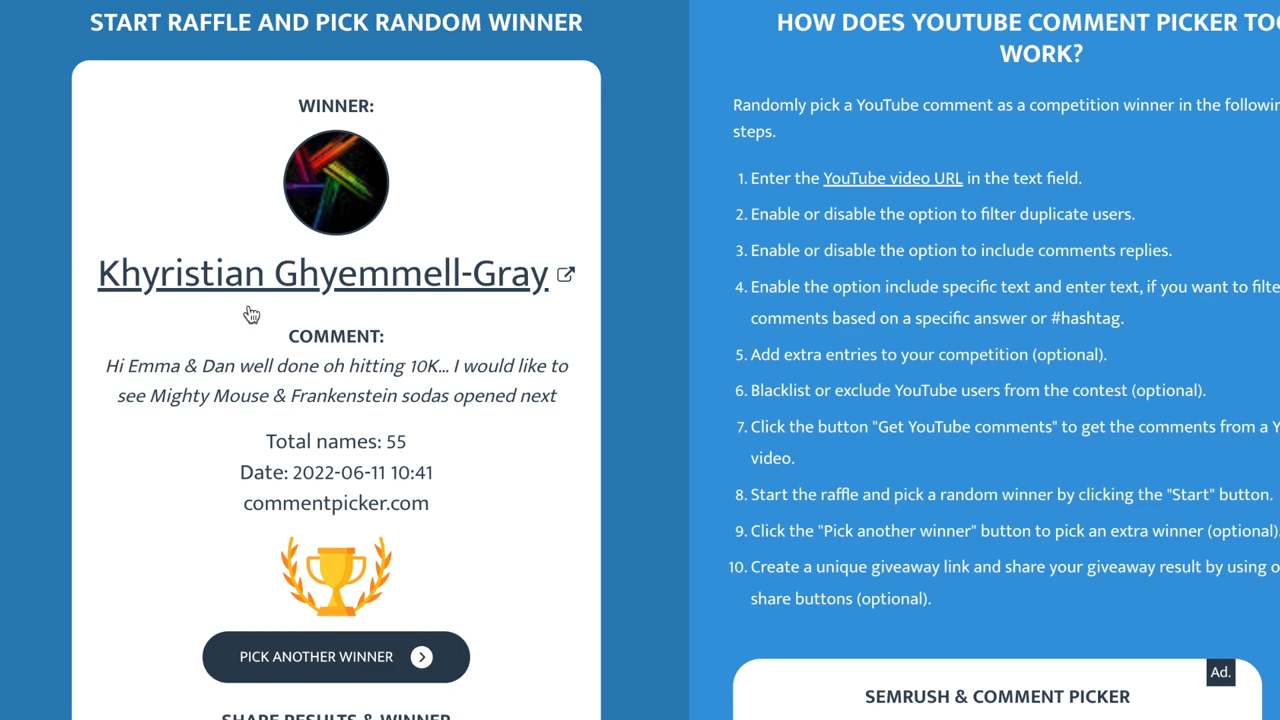 START RAFFLE AND PICK RANDOM WINNER
WINNER:
Khyristian Ghyemmell-Gray
COMMENT:
Hi Emma & Dan well done oh hitting 10K... I would like to
see Mighty Mouse & Frankenstein sodas opened next
Total names: 55
Date: 2022-06-11 10:41
commentpicker.com
PICK ANOTHER WINNER
SHARE RESULTS & WINNER
HOW DOES YOUTUBE COMMENT PICKER
WORK?
Randomly pick a YouTube comment as a competition winner in the
steps.
1. Enter the YouTube video URL in the text field.
2. Enable or disable the option to filter duplicate users.
3. Enable or disable the option to include comments replies.
4. Enable the option include specific text and enter text, if you want to
comments based on a specific answer or #hashtag.
5. Add extra entries to your competition (optional).
6. Blacklist or exclude YouTube users from the contest (optional).
7. Click the button "Get YouTube comments" to get the comments from a
video.
8. Start the raffle and pick a random winner by clicking the "Start" button.
9. Click the "Pick another winner" button to pick an extra winner (optional).
10. Create a unique giveaway link and share your giveaway result by using
share buttons (optional).
Ad.
SEMRUSH & COMMENT PICKER